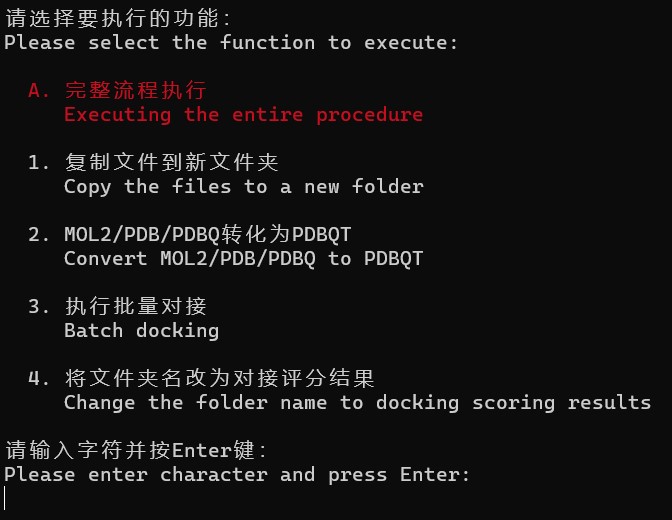 请选择要执行的功能:
Please select the function to execute:
A. 完整流程执行
Executing the entire procedure
1. 复制文件到新文件夹
Copy the files to a new folder
2. MOL2/PDB/PDBQ转化为PDBQT
Convert MOL2/PDB/PDBQ to PDBQT
3. 执行批量对接
Batch docking
4. 将文件夹名改为对接评分结果
Change the folder name to docking scoring results
请输入字符并按Enter键:
Please enter character and press Enter: